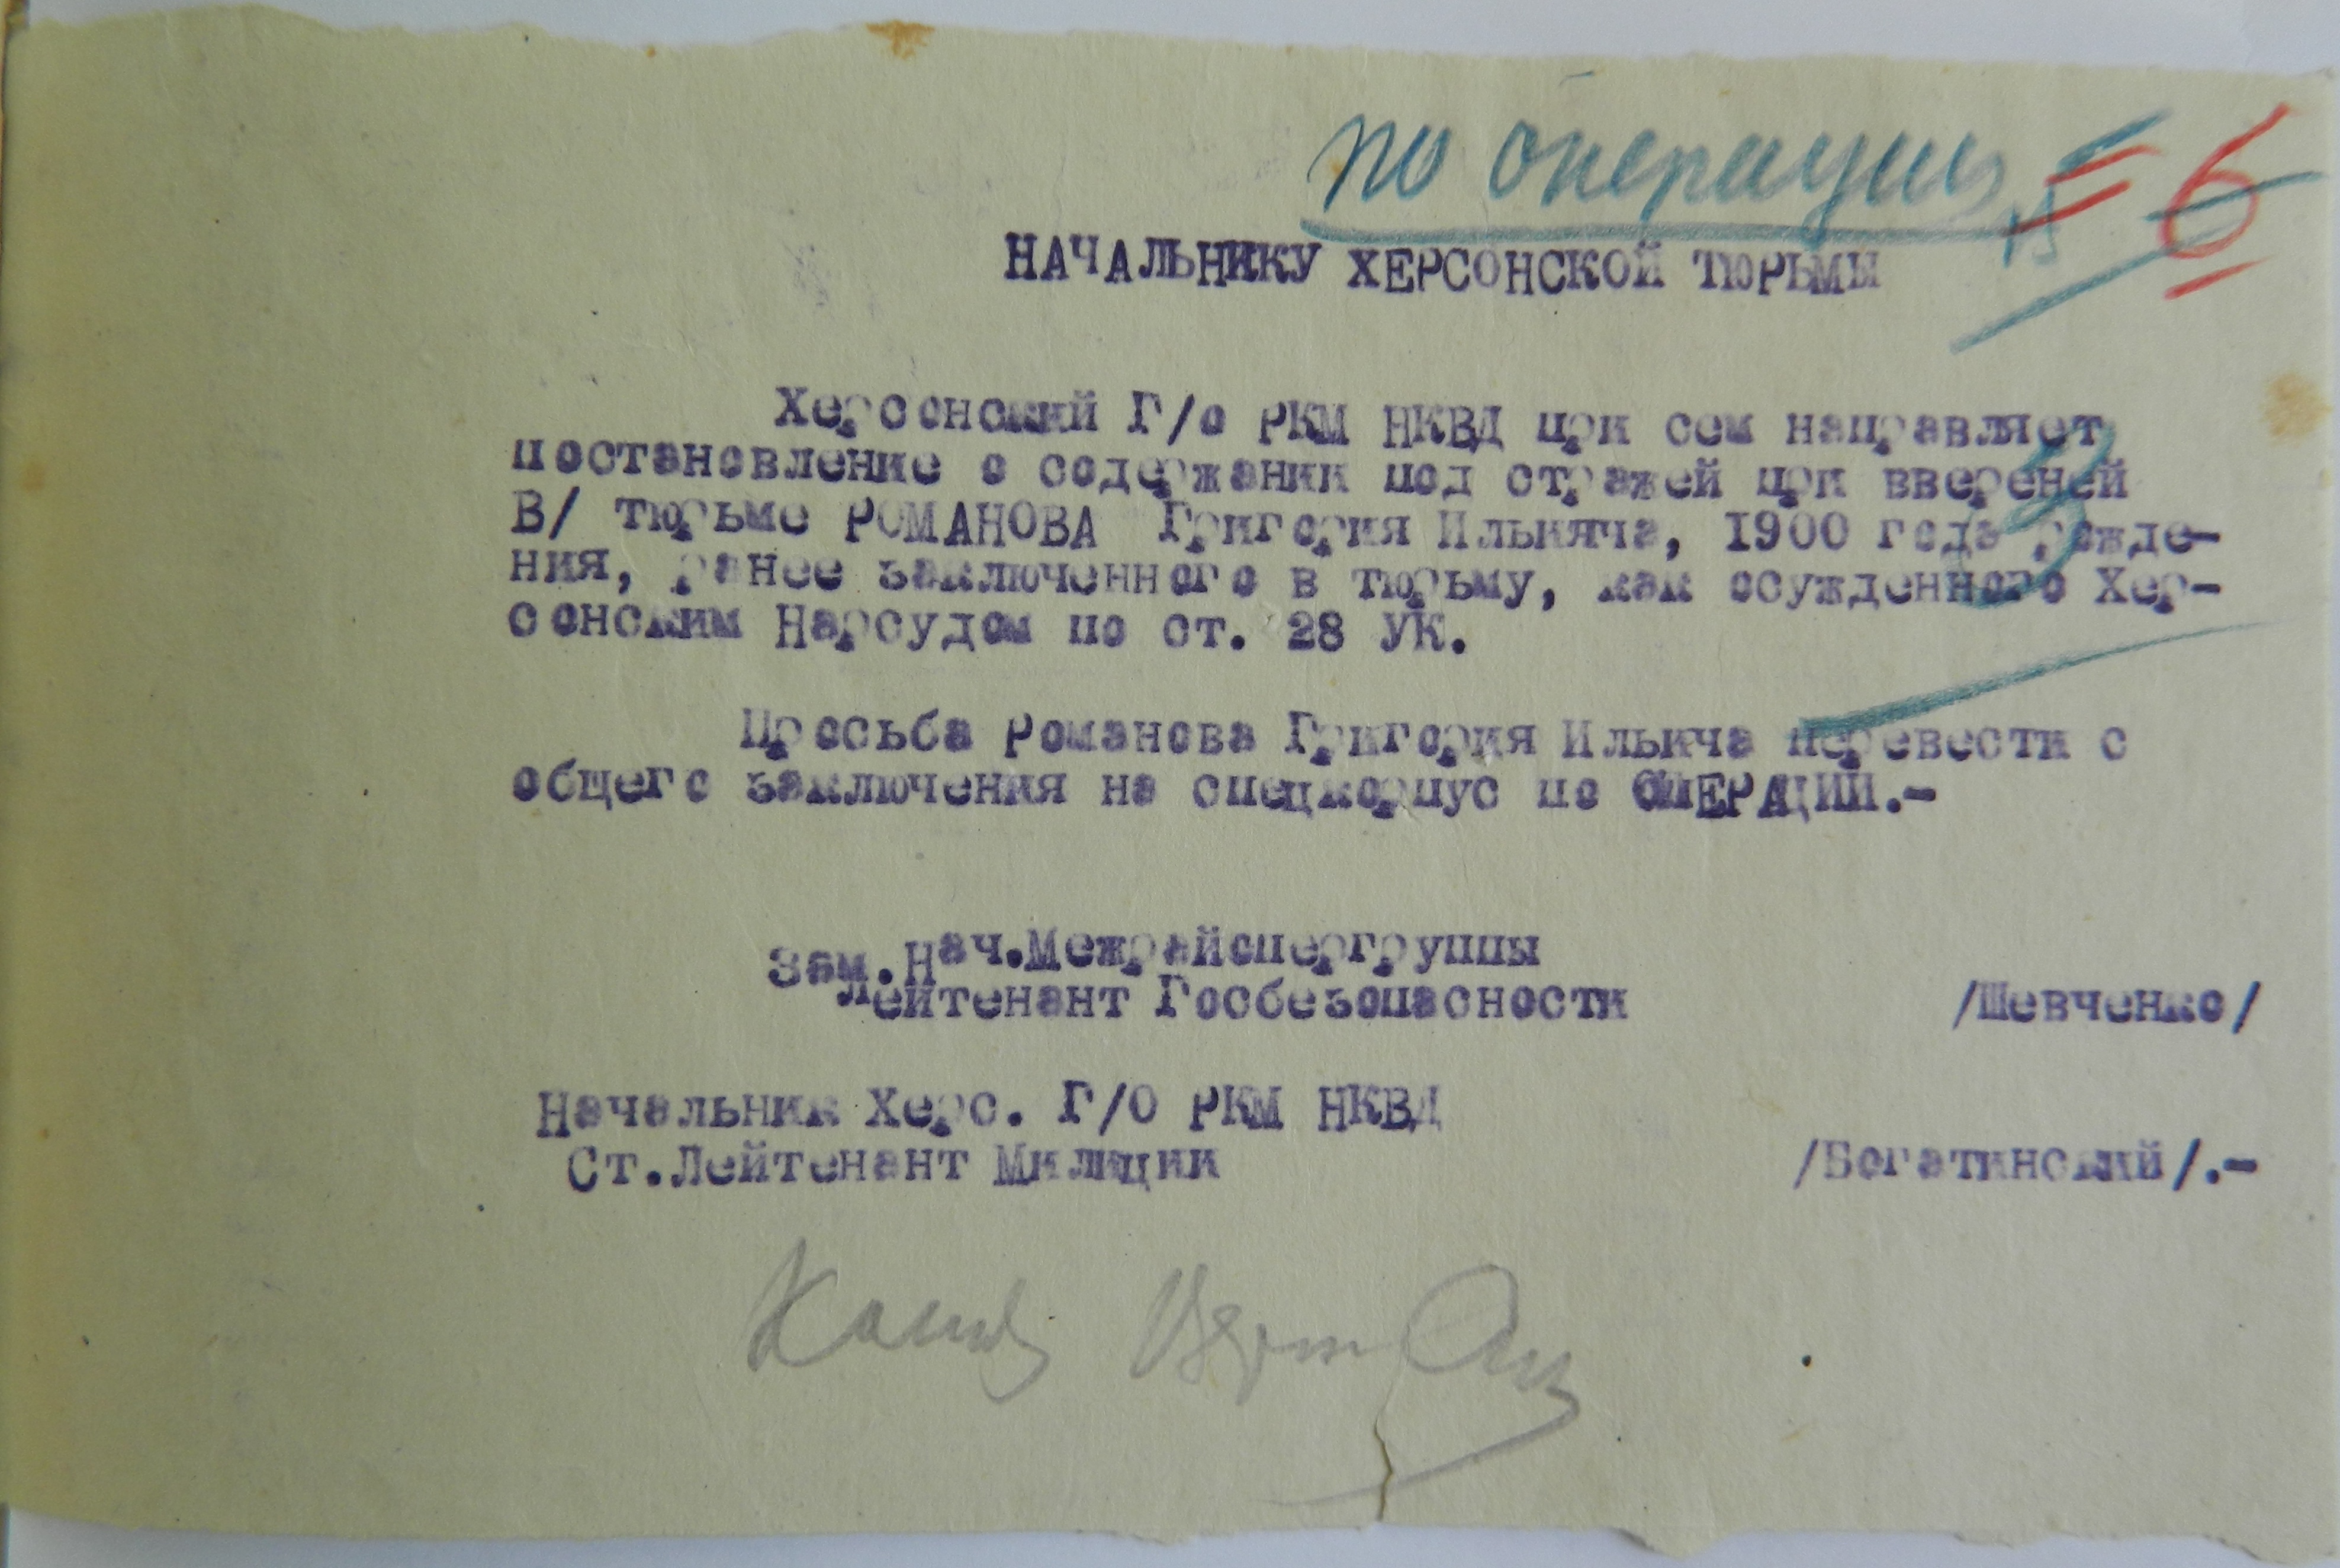 по операции
6
НАЧАЛЬНИКУ ХЕРСОНСКОЙ ТЮРЬМЫ
Херсонский Г/о РКМ НКВД при сем направляет
постановление о содержании под стражей при ввереней
В/ тюрьме РОМАНОВА Григория Ильича, 1900 года рожде-
ния, ранее заключенного в тюрьму, как осужденного Хер-
сонским Нарсудом по ст. 28 УК.
Просьба Романова Григория Ильича перевести с
общего заключения на спецкорпус по ОПЕРАЦИИ.-
Зам.Нач.Межрайопергруппы
Лейтенант Госбезопасности /Шевченко/
Начальник Херс. Г/О РКМ НКВД
Ст.Лейтенант Милиции /Богатинский/.-